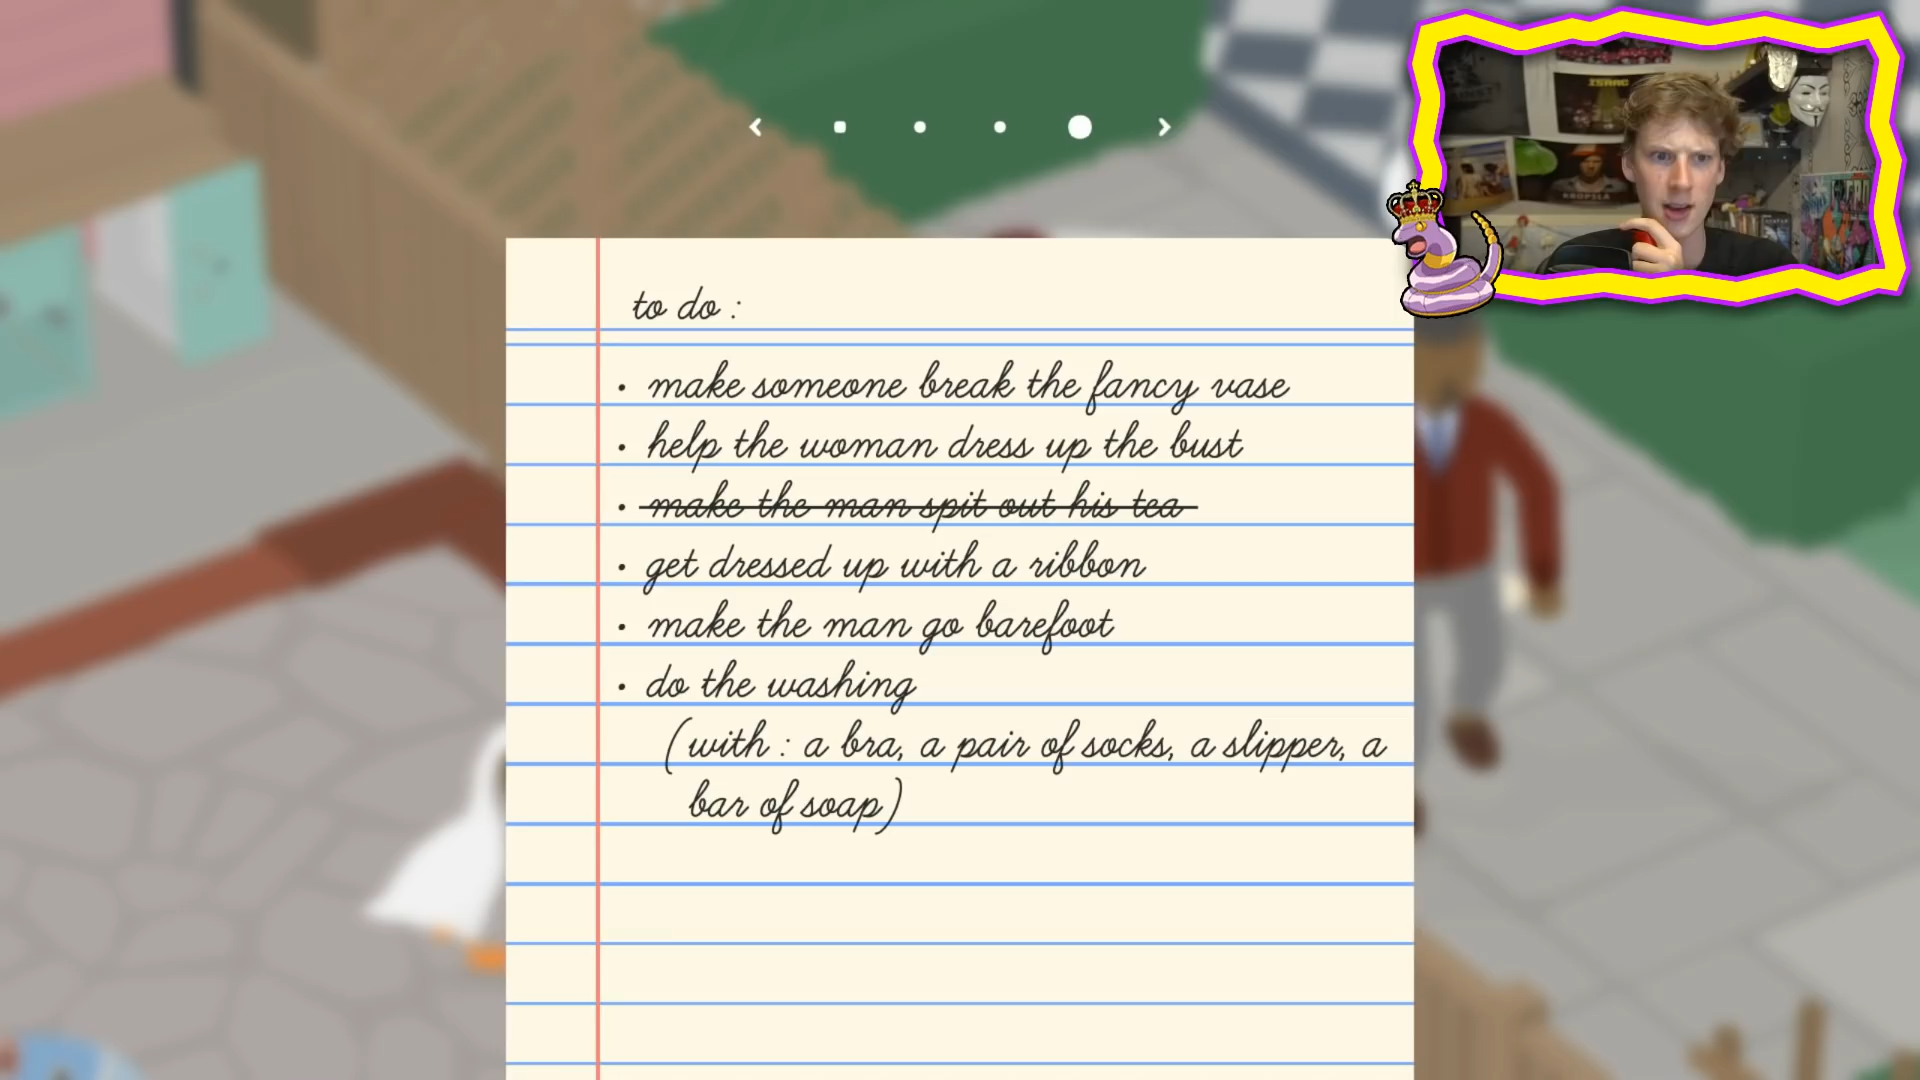 ISAAC
to do :
• make someone break the fancy vase
• help the woman dress up the bust
• make the man spit out his tea
• get dressed up with a ribbon
• make the man go barefoot
• do the washing
(with : a bra, a pair of socks, a slipper, a
bar of soap)